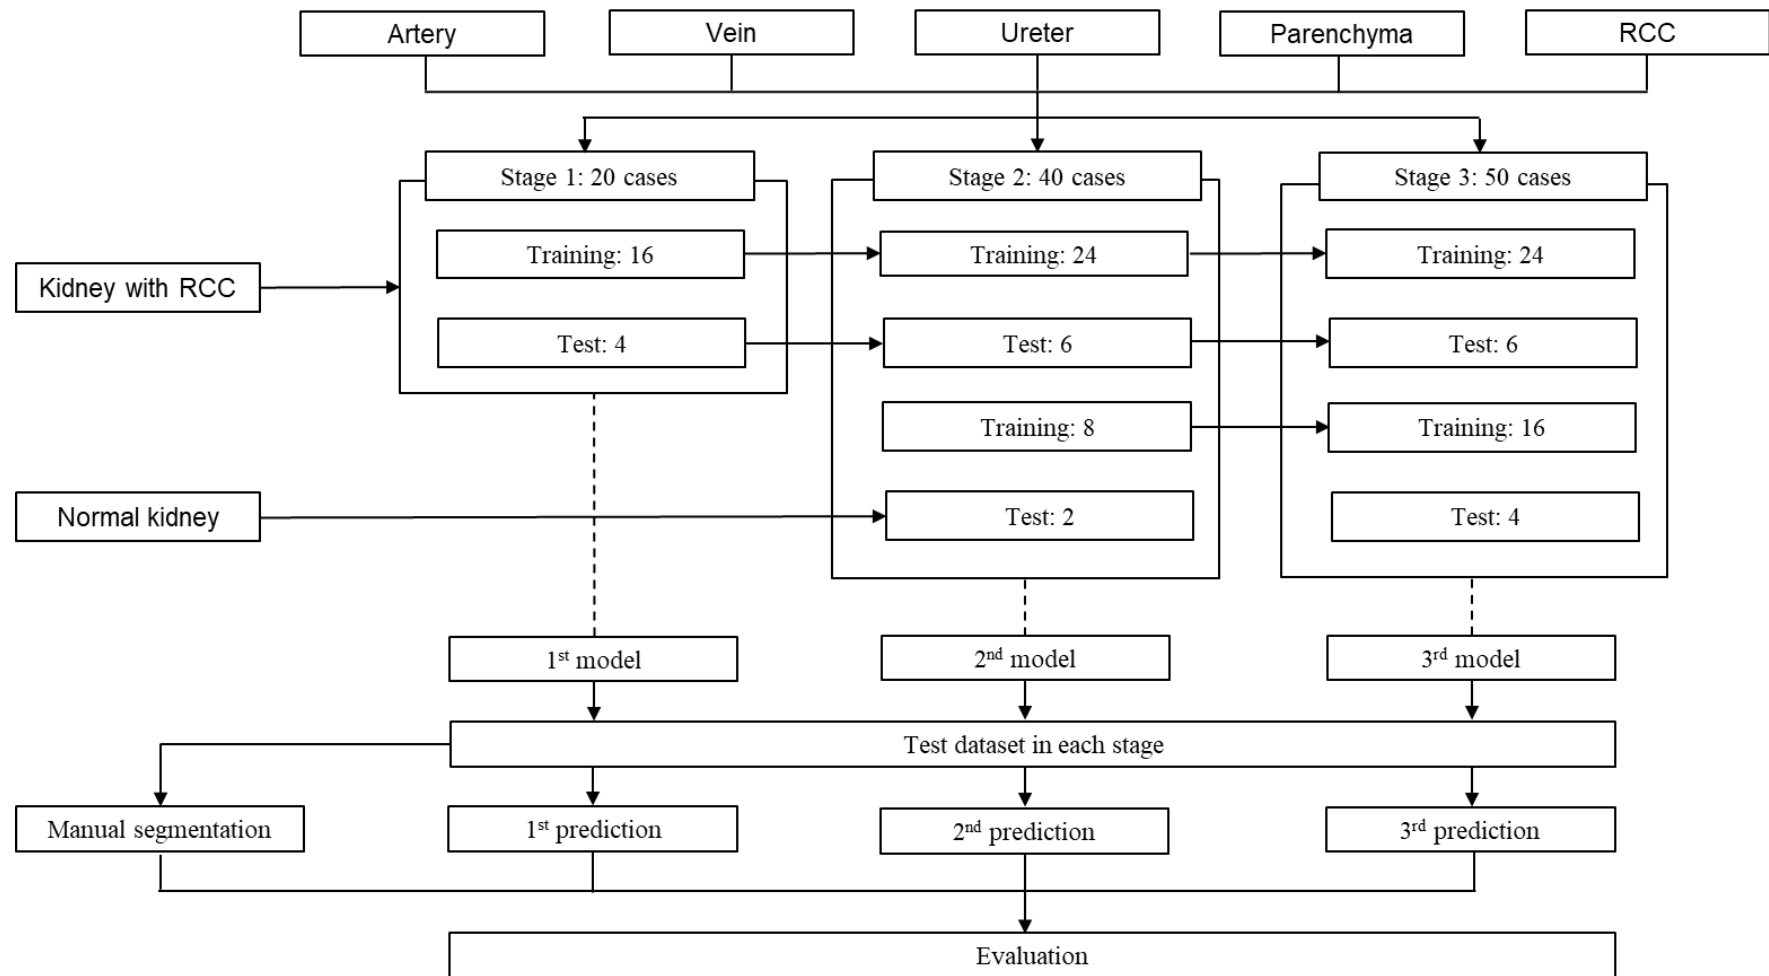 Artery
Vein
Ureter
Parenchyma
RCC
Stage 1: 20 cases
Stage 2: 40 cases
Stage 3: 50 cases
Training: 16
Training: 24
Training: 24
Kidney with RCC
Test: 4
Test: 6
Test: 6
Training: 8
Training: 16
Normal kidney
Test: 2
Test: 4
1st model
2nd model
3rd model
Test dataset in each stage
Manual segmentation
1st prediction
2nd prediction
3rd prediction
Evaluation